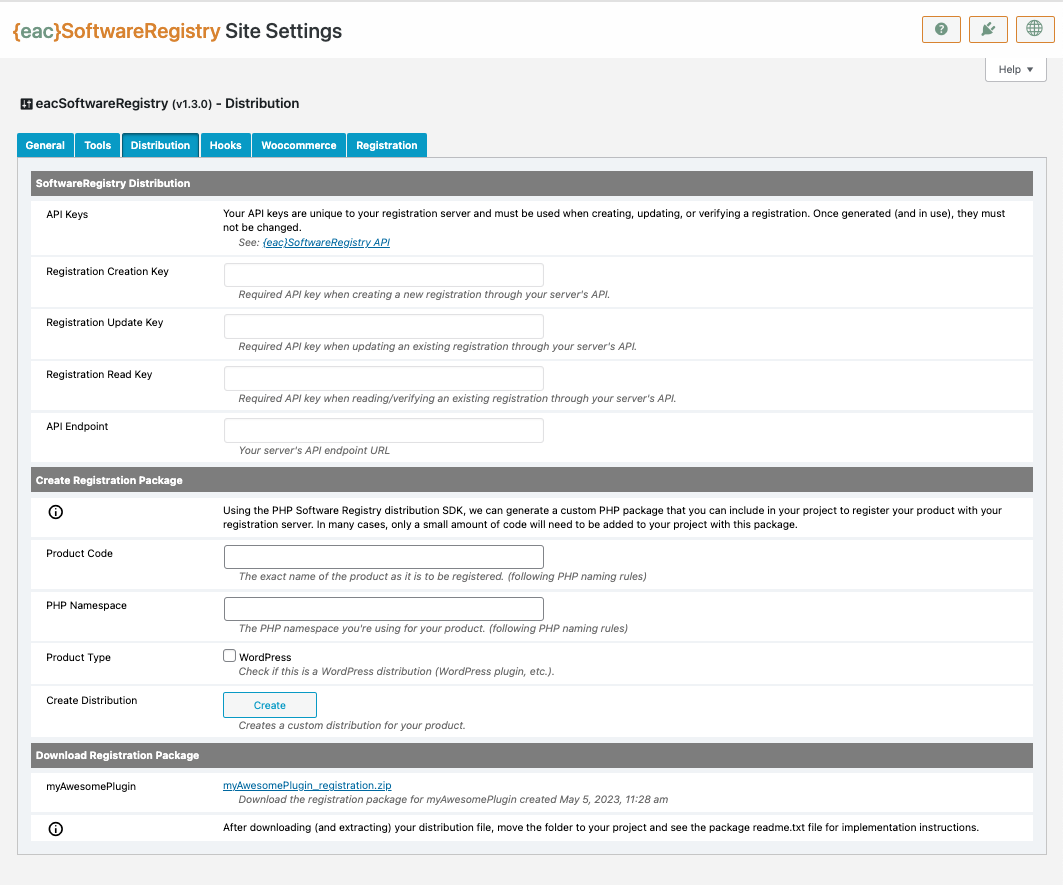 {eac}SoftwareRegistry Site Settings
Help ▼
eacSoftwareRegistry (v1.3.0) - Distribution
General Tools Distribution Hooks Woocommerce Registration
SoftwareRegistry Distribution
API Keys
Your API keys are unique to your registration server and must be used when creating, updating, or verifying a registration. Once generated (and in use), they must
not be changed.
See: {eac}SoftwareRegistry API
Registration Creation Key
Required API key when creating a new registration through your server's API.
Registration Update Key
Required API key when updating an existing registration through your server's API.
Registration Read Key
Required API key when reading/verifying an existing registration through your server's API.
API Endpoint
Your server's API endpoint URL
Create Registration Package
Using the PHP Software Registry distribution SDK, we can generate a custom PHP package that you can include in your project to register your product with your
registration server. In many cases, only a small amount of code will need to be added to your project with this package.
Product Code
The exact name of the product as it is to be registered. (following PHP naming rules)
PHP Namespace
The PHP namespace you're using for your product. (following PHP naming rules)
Product Type
WordPress
Check if this is a WordPress distribution (WordPress plugin, etc.).
Create Distribution
Create
Creates a custom distribution for your product.
Download Registration Package
myAwesomePlugin
myAwesomePlugin_registration.zip
Download the registration package for myAwesomePlugin created May 5, 2023, 11:28 am
After downloading (and extracting) your distribution file, move the folder to your project and see the package readme.txt file for implementation instructions.